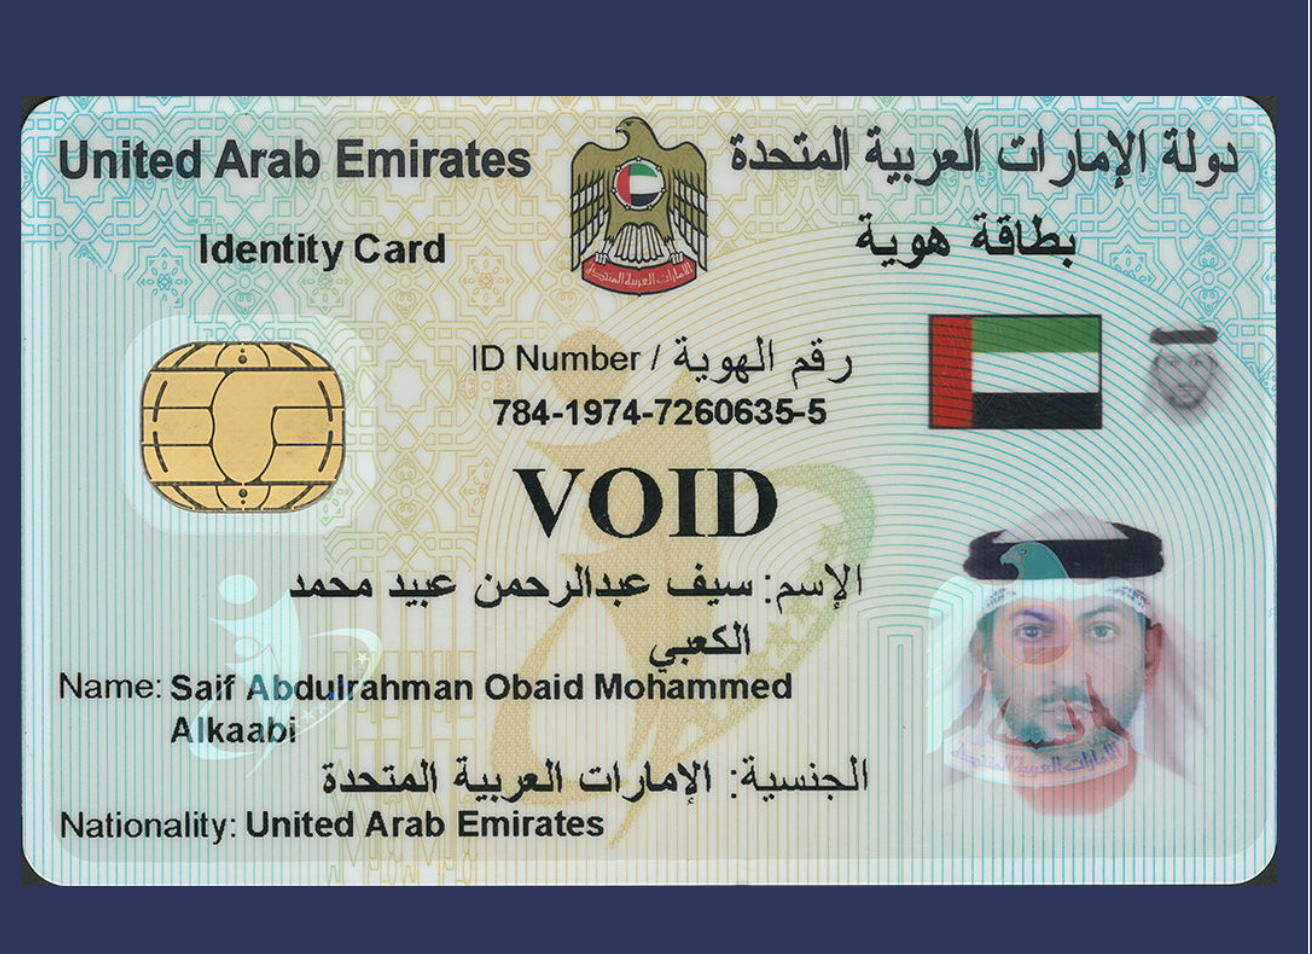 United Arab Emirates
دولة الإمارات العربية المتحدة
Identity Card
بطاقة هوية
ID Number / رقم الهوية
784-1974-7260635-5
VOID
الإسم: سيف عبدالرحمن عبيد محمد
الكعبي
Name: Saif Abdulrahman Obaid Mohammed
Alkaabi
الجنسية: الإمارات العربية المتحدة
Nationality: United Arab Emirates
الإمارات العربية المتحدة
الإمارات العربية المتحدة